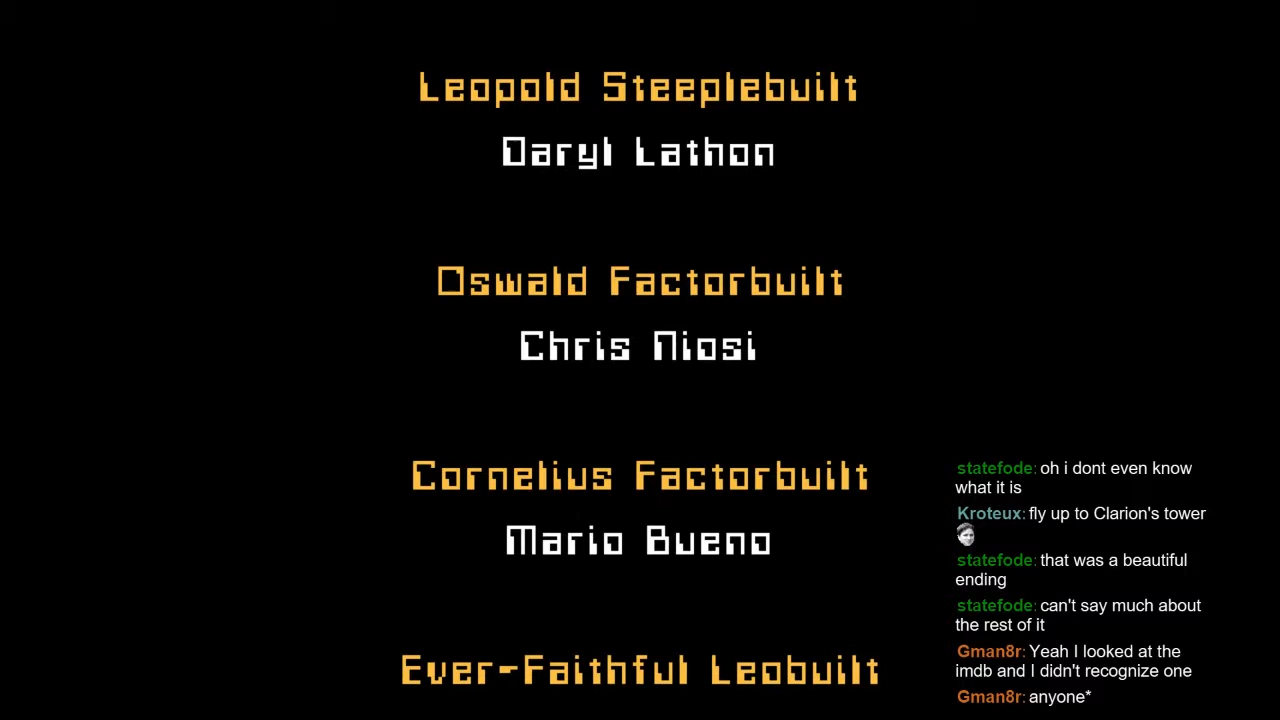 Leopold Steeplebuilt
Daryl Lathon
Oswald Factorbuilt
Chris Niosi
Cornelius Factorbuilt
Mario Bueno
Ever-Faithful Leobuilt
statefode: oh i dont even know
what it is
Kroteux: fly up to Clarion's tower
statefode: that was a beautiful
ending
statefode: can't say much about
the rest of it
Gman8r: Yeah I looked at the
imdb and I didn't recognize one
Gman8r: anyone*